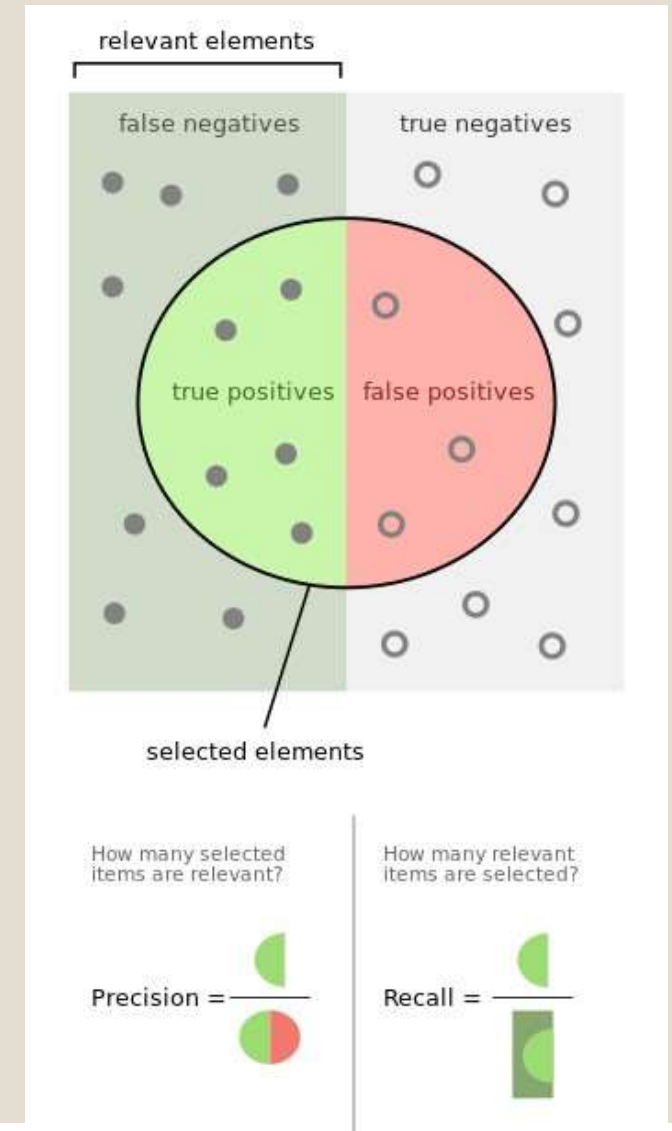 relevant elements
false negatives
true negatives
true positives
false positives
selected elements
How many selected
items are relevant?
How many relevant
items are selected?
Precision =
Recall =